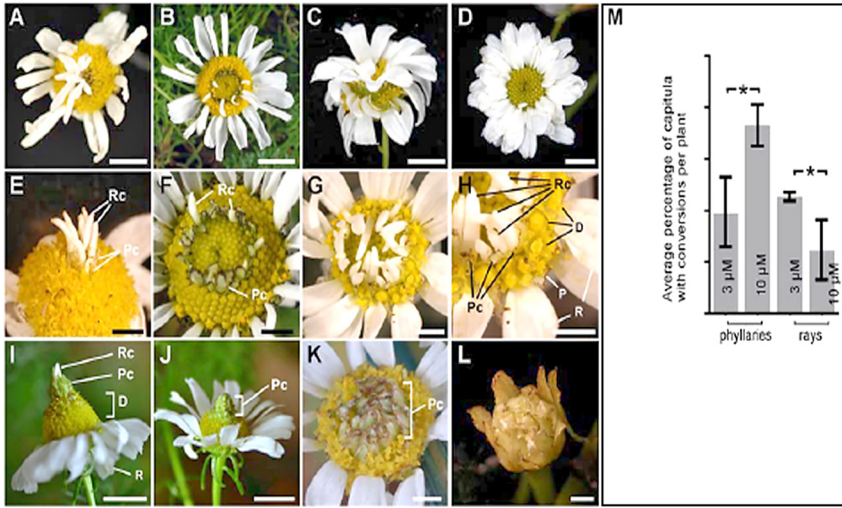 A
B
C
D
M
E
Rc
Pc
F
Rc
Pc
G
H
Rc
D
Pc
P
R
I
Rc
Pc
D
R
J
Pc
K
Pc
L
Average percentage of capitula
with conversions per plant
*
*
3 µM
10 µM
3 µM
10 µM
phyllaries
rays